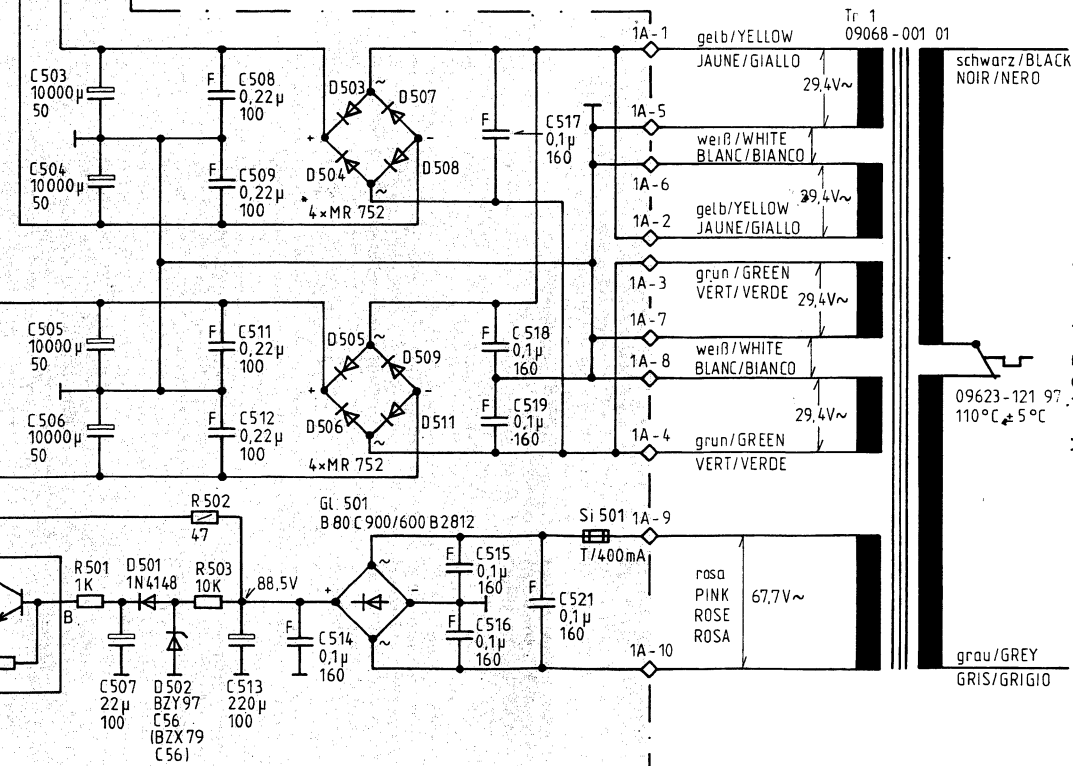 Tr 1
09068-001 01
1A-1
gelb/YELLOW
JAUNE/GIALLO
29,4V~
schwarz/BLACK
NOIR/NERO
C503
10000µ
50
F
C508
0,22µ
100
D503
D507
~
+
-
F
C517
0,1µ
160
1A-5
weiß/WHITE
BLANC/BIANCO
C504
10000µ
50
F
C509
0,22µ
100
D504
D508
~
4×MR 752
1A-6
29,4V~
1A-2
gelb/YELLOW
JAUNE/GIALLO
1A-3
grun/GREEN
VERT/VERDE
29,4V~
C505
10000µ
50
F
C511
0,22µ
100
D505
D509
~
+
-
F
C518
0,1µ
160
1A-7
weiß/WHITE
BLANC/BIANCO
1A-8
C506
10000µ
50
F
C512
0,22µ
100
D506
D511
~
4×MR 752
F
C519
0,1µ
160
29,4V~
1A-4
grun/GREEN
VERT/VERDE
09623-121 97
110°C ±5°C
R502
47
GL 501
B80C900/600 B2812
Si 501
T/400mA
1A-9
R501
1K
D501
1N4148
R503
10K
88,5V
~
+
-
~
F
C515
0,1µ
160
F
C521
0,1µ
160
rosa
PINK
ROSE
ROSA
67,7V~
B
F
C514
0,1µ
160
F
C516
0,1µ
160
1A-10
grau/GREY
GRIS/GRIGIO
C507
22µ
100
D502
BZY97
C56
(BZX79
C56)
C513
220µ
100